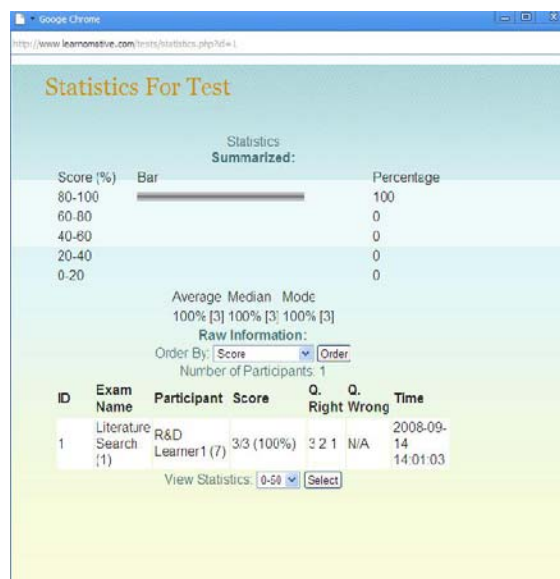 Google Chrome
http://www.learnomotive.com/tests/statistics.php?id=1
Statistics For Test
Statistics
Summarized:
Score (%) Bar Percentage
80-100 100
60-80 0
40-60 0
20-40 0
0-20 0
Average Median Mode
100% [3] 100% [3] 100% [3]
Raw Information:
Order By: Score Order
Number of Participants: 1
ID Exam Name Participant Score Q. Right Q. Wrong Time
1 Literature Search (1) R&D Learner1 (7) 3/3 (100%) 3 2 1 N/A 2008-09-14 14:01:03
View Statistics: 0-50 Select